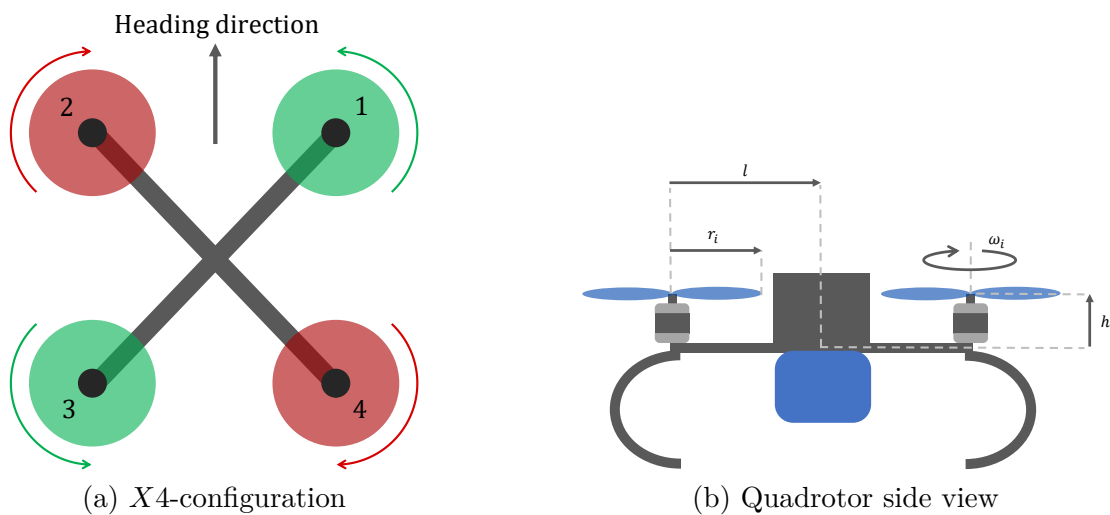 Heading direction
2
1
3
4
l
r_i
ω_i
h
(a) X4-configuration
(b) Quadrotor side view